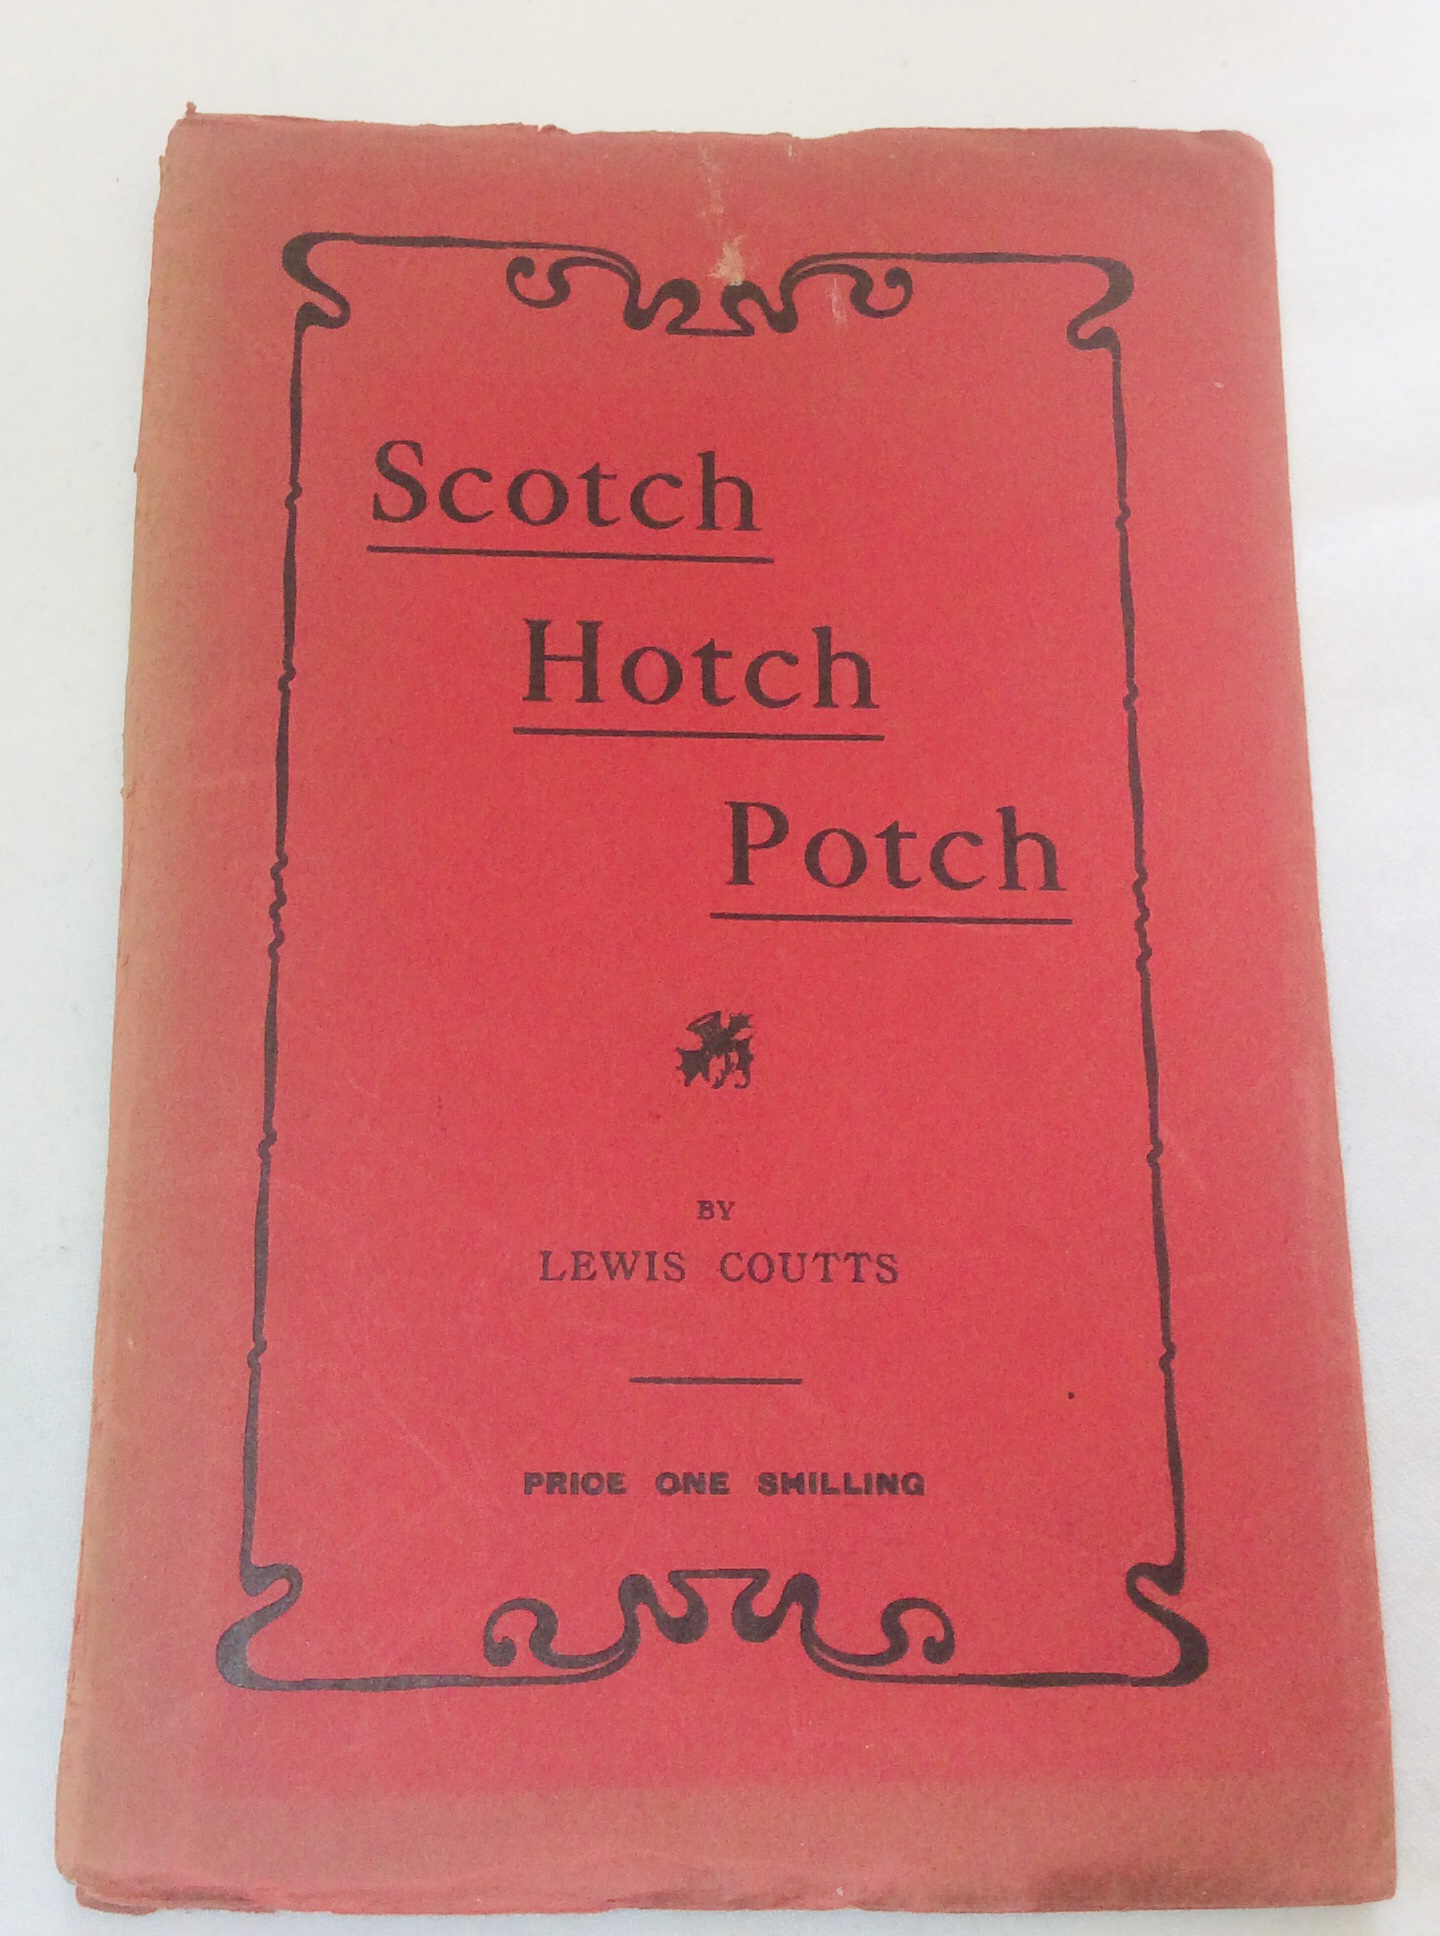 Scotch
Hotch
Potch
BY
LEWIS COUTTS
PRICE ONE SHILLING